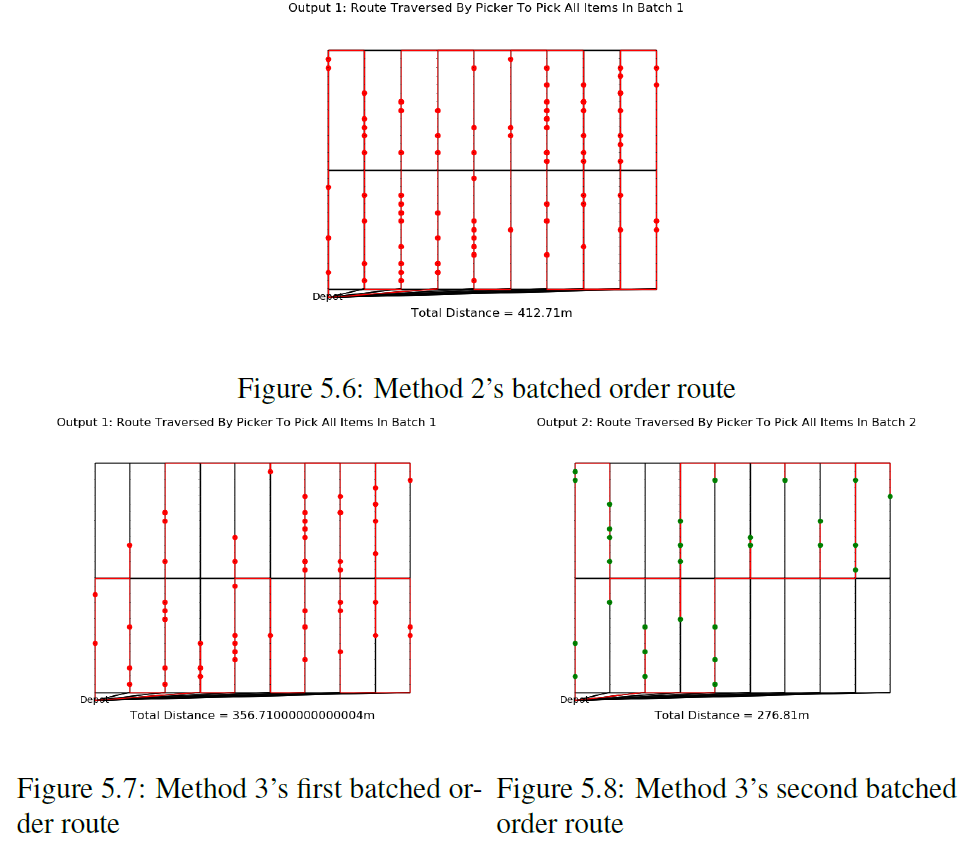 Output 1: Route Traversed By Picker To Pick All Items In Batch 1
Depot
Total Distance = 412.71m
Figure 5.6: Method 2's batched order route
Output 1: Route Traversed By Picker To Pick All Items In Batch 1
Depot
Total Distance = 356.71000000000004m
Figure 5.7: Method 3's first batched or-
der route
Output 2: Route Traversed By Picker To Pick All Items In Batch 2
Depot
Total Distance = 276.81m
Figure 5.8: Method 3's second batched
order route